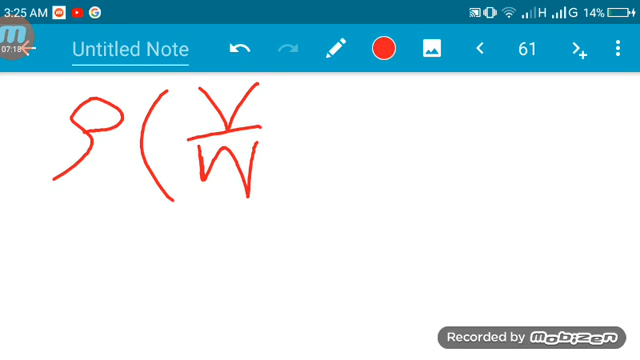 3:25 AM H G 14%
07:18 Untitled Note 61
Y
W
Recorded by mobizen